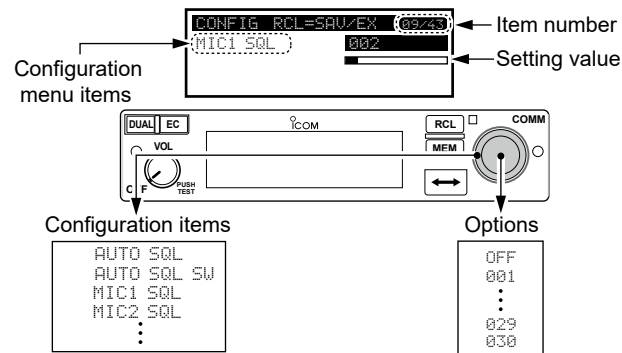 CONFIG RCL=SAV/EX 09/43
Item number
MIC1 SQL 002
Setting value
Configuration
menu items
DUAL EC
ICOM
RCL
COMM
VOL
MEM
PUSH
TEST
Configuration items
Options
AUTO SQL
AUTO SQL SW
MIC1 SQL
MIC2 SQL
OFF
001
029
030